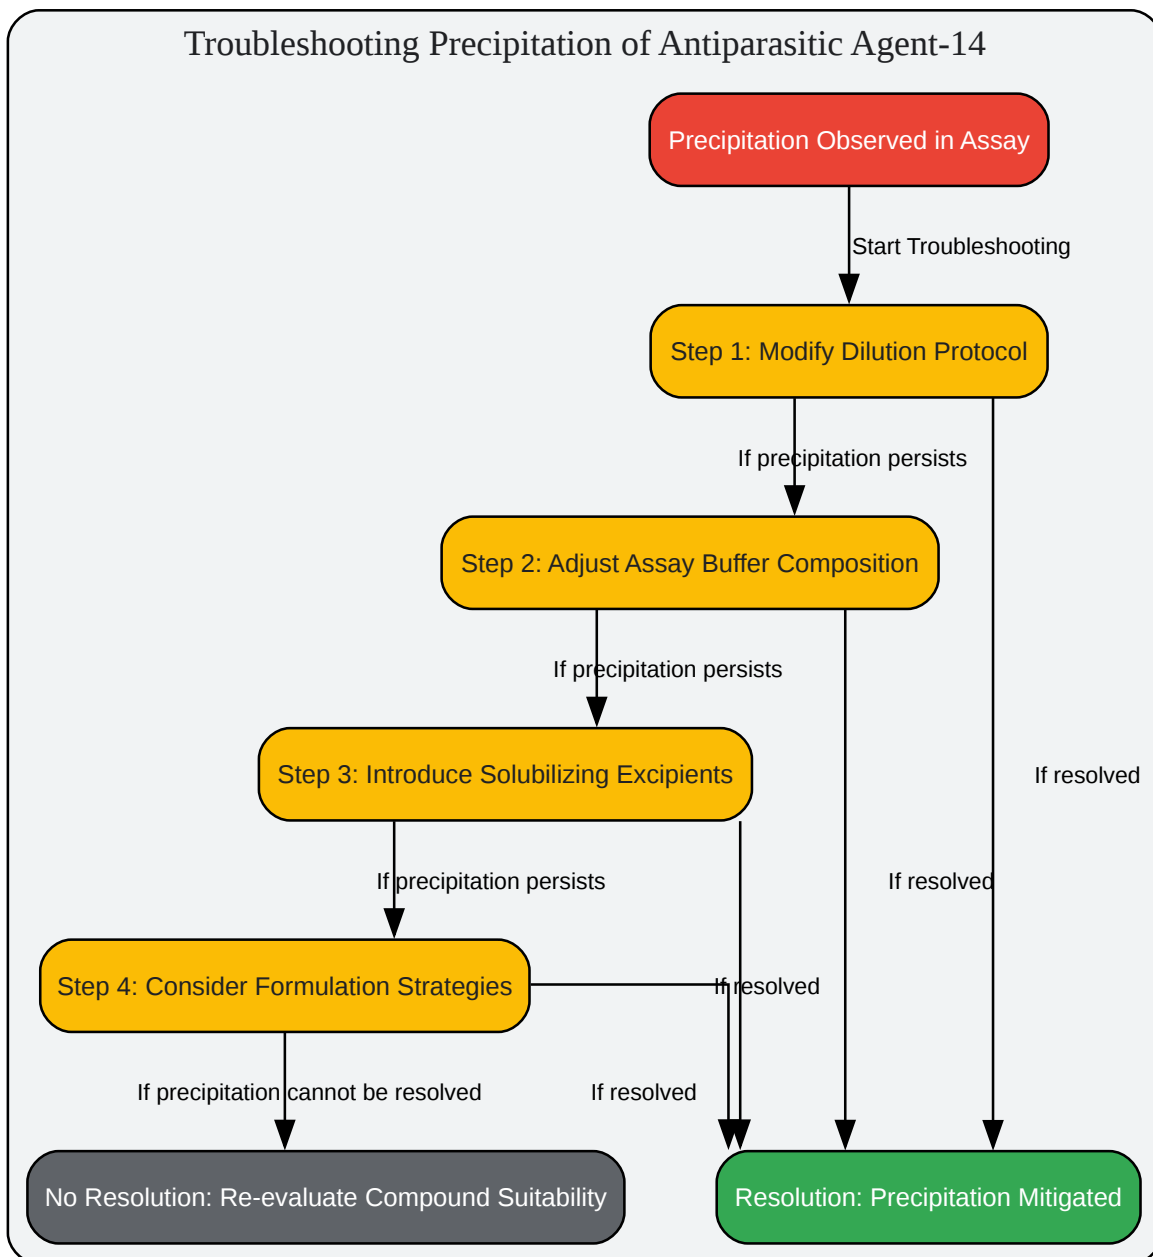 Troubleshooting Precipitation of Antiparasitic Agent-14
Precipitation Observed in Assay
Start Troubleshooting
Step 1: Modify Dilution Protocol
If precipitation persists
Step 2: Adjust Assay Buffer Composition
If precipitation persists
Step 3: Introduce Solubilizing Excipients
If resolved
If precipitation persists
If resolved
Step 4: Consider Formulation Strategies
If resolved
If precipitation cannot be resolved
If resolved
No Resolution: Re-evaluate Compound Suitability
Resolution: Precipitation Mitigated